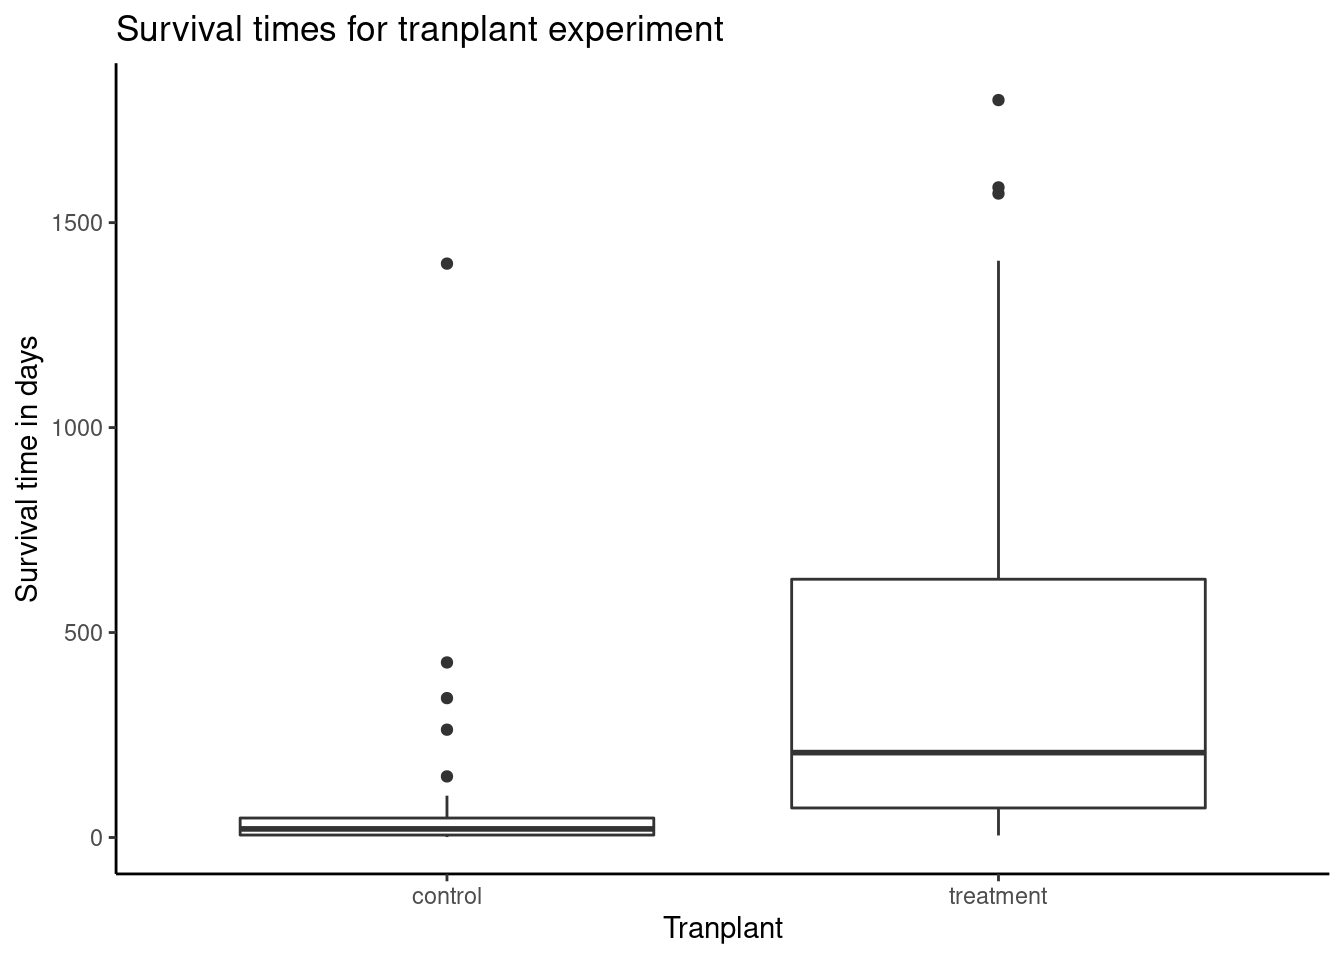 Survival times for tranplant experiment
Survival time in days
1500
1000
500
0
control treatment
Tranplant